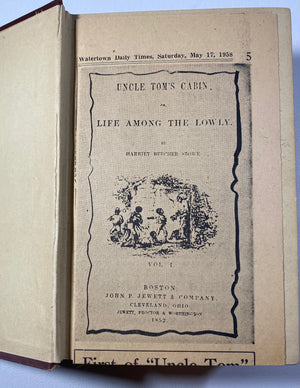 Watertown Daily Times, Saturday, May 17, 1958 5
UNCLE TOM'S CABIN,
OR,
LIFE AMONG THE LOWLY.
BY
HARRIET BEECHER STOWE.
VOL. I.
BOSTON:
JOHN P. JEWETT & COMPANY.
CLEVELAND, OHIO:
JEWETT, PROCTOR & WORTHINGTON.
1852.
First of "Uncle Tom"